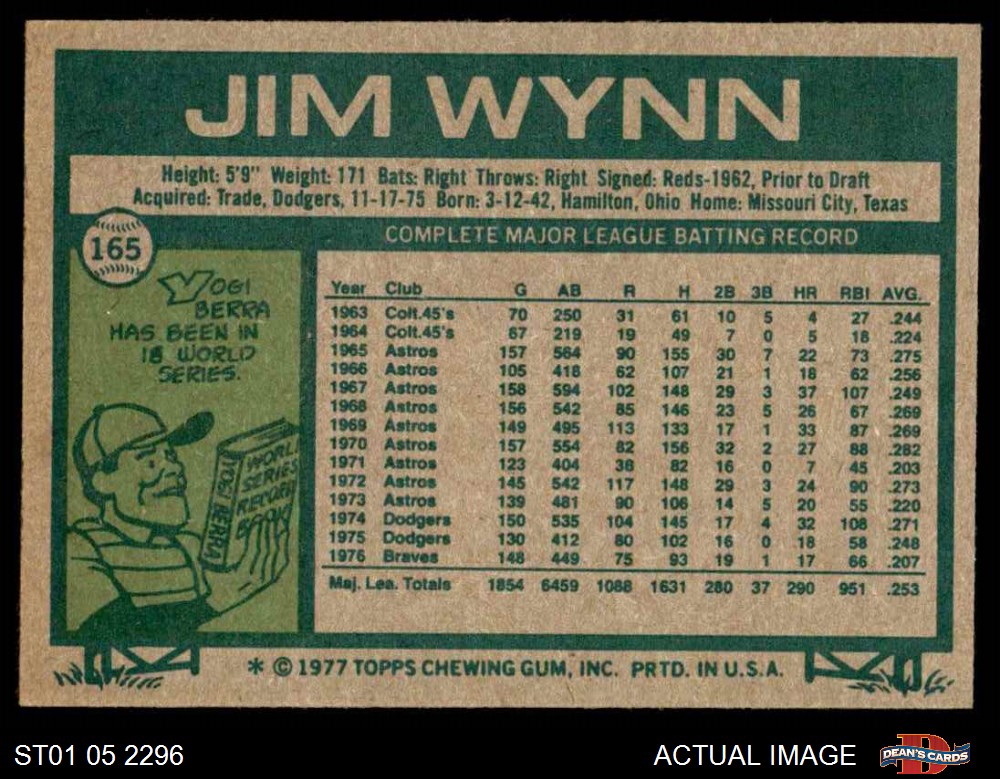 JIM WYNN
Height: 5'9" Weight: 171 Bats: Right Throws: Right Signed: Reds-1962, Prior to Draft
Acquired: Trade, Dodgers, 11-17-75 Born: 3-12-42, Hamilton, Ohio Home: Missouri City, Texas
165
COMPLETE MAJOR LEAGUE BATTING RECORD
YOGI
BERRA
HAS BEEN IN
18 WORLD
SERIES.
YOGI BERRA
WORLD
SERIES
RECORD
BOOK
Year Club G AB R H 2B 3B HR RBI AVG.
1963 Colt.45's 70 250 31 61 10 5 4 27 .244
1964 Colt.45's 67 219 19 49 7 0 5 18 .224
1965 Astros 157 564 90 155 30 7 22 73 .275
1966 Astros 105 418 62 107 21 1 18 62 .256
1967 Astros 158 594 102 148 29 3 37 107 .249
1968 Astros 156 542 85 146 23 5 26 67 .269
1969 Astros 149 495 113 133 17 1 33 87 .269
1970 Astros 157 554 82 156 32 2 27 88 .282
1971 Astros 123 404 38 82 16 0 7 45 .203
1972 Astros 145 542 117 148 29 3 24 90 .273
1973 Astros 139 481 90 106 14 5 20 55 .220
1974 Dodgers 150 535 104 145 17 4 32 108 .271
1975 Dodgers 130 412 80 102 16 0 18 58 .248
1976 Braves 148 449 75 93 19 1 17 66 .207
Maj. Lea. Totals 1854 6459 1088 1631 280 37 290 951 .253
* © 1977 TOPPS CHEWING GUM, INC. PRTD. IN U.S.A.
ST01 05 2296
ACTUAL IMAGE
D
DEAN'S CARDS